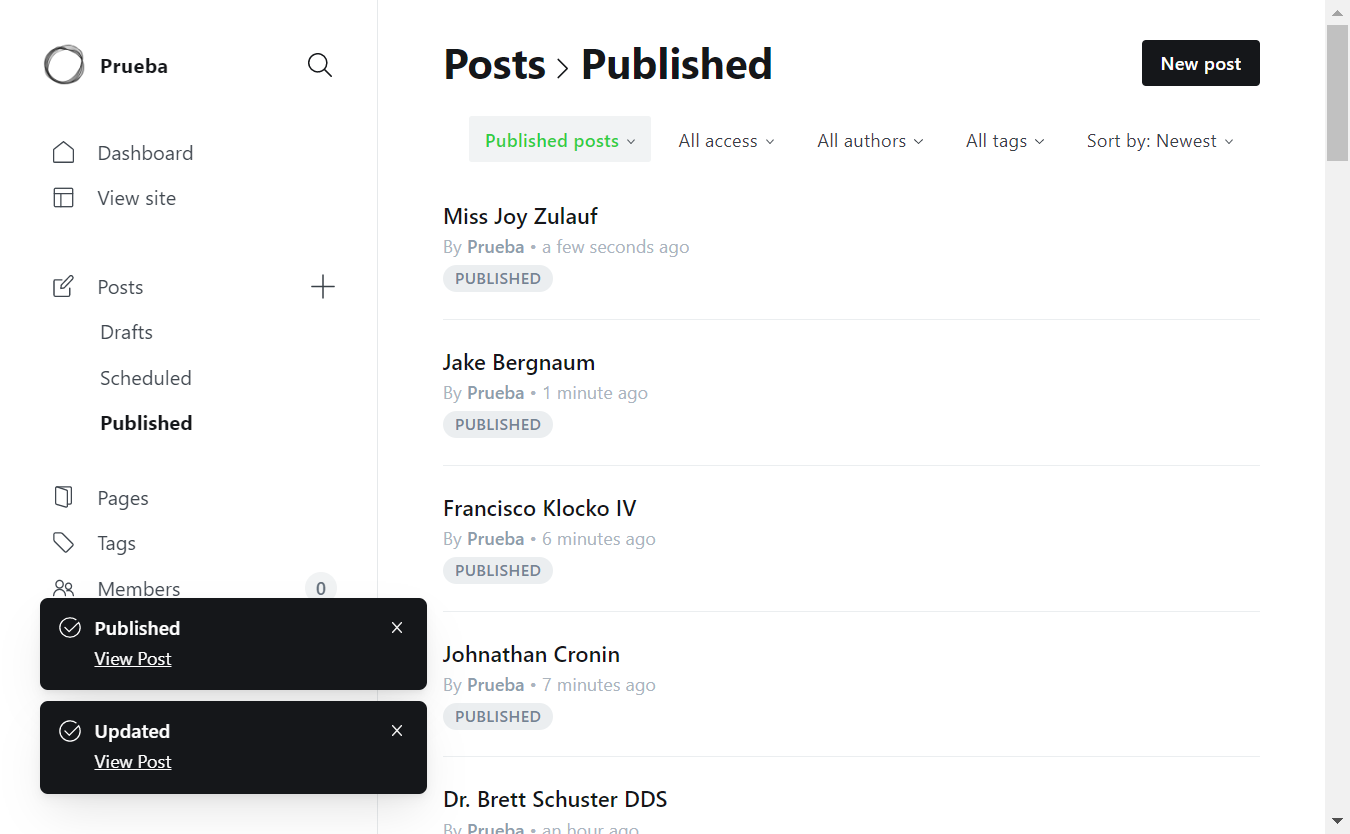 Prueba
Dashboard
View site
Posts
Drafts
Scheduled
Published
Pages
Tags
Members 0
Published
View Post
Updated
View Post
Posts > Published
New post
Published posts
All access
All authors
All tags
Sort by: Newest
Miss Joy Zulauf
By Prueba • a few seconds ago
PUBLISHED
Jake Bergnaum
By Prueba • 1 minute ago
PUBLISHED
Francisco Klocko IV
By Prueba • 6 minutes ago
PUBLISHED
Johnathan Cronin
By Prueba • 7 minutes ago
PUBLISHED
Dr. Brett Schuster DDS
By Prueba • an hour ago